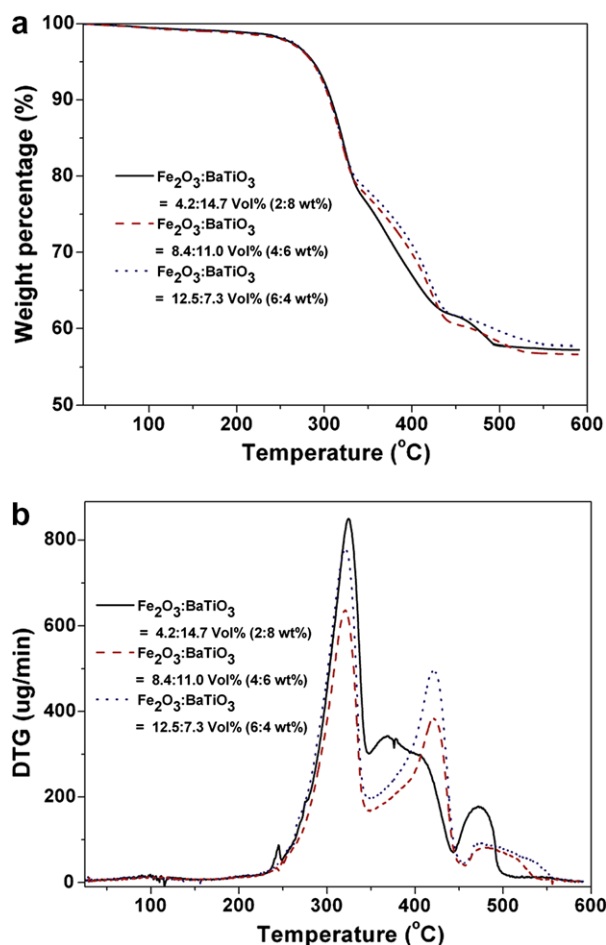 a
100
90
80
70
60
50
Weight percentage (%)
Fe₂O₃:BaTiO₃
= 4.2:14.7 Vol% (2:8 wt%)
Fe₂O₃:BaTiO₃
= 8.4:11.0 Vol% (4:6 wt%)
Fe₂O₃:BaTiO₃
= 12.5:7.3 Vol% (6:4 wt%)
100 200 300 400 500 600
Temperature (°C)
b
800
600
400
200
0
DTG (ug/min)
Fe₂O₃:BaTiO₃
= 4.2:14.7 Vol% (2:8 wt%)
Fe₂O₃:BaTiO₃
= 8.4:11.0 Vol% (4:6 wt%)
Fe₂O₃:BaTiO₃
= 12.5:7.3 Vol% (6:4 wt%)
100 200 300 400 500 600
Temperature (°C)